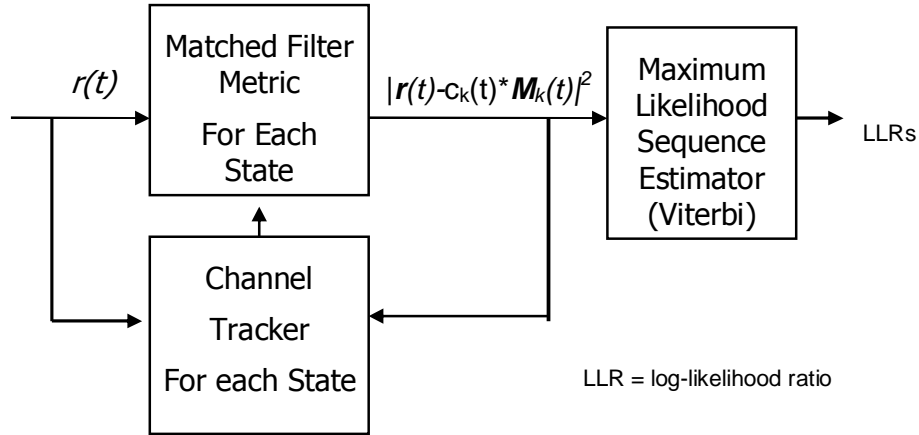 r(t)
Matched Filter
Metric
For Each
State
|r(t)-cₖ(t)*Mₖ(t)|²
Maximum
Likelihood
Sequence
Estimator
(Viterbi)
LLRs
Channel
Tracker
For each State
LLR = log-likelihood ratio